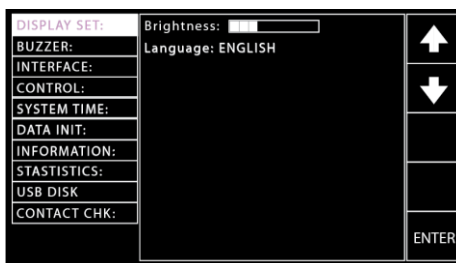 DISPLAY SET:
BUZZER:
INTERFACE:
CONTROL:
SYSTEM TIME:
DATA INIT:
INFORMATION:
STASTISTICS:
USB DISK
CONTACT CHK:
Brightness:
Language: ENGLISH
ENTER